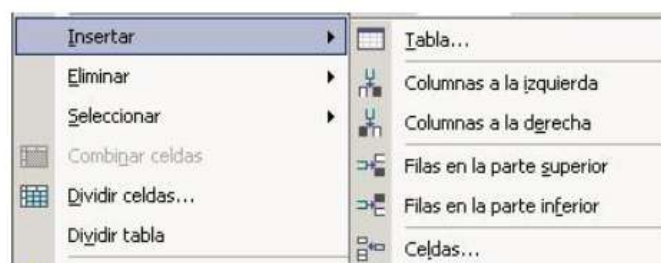 Insertar
Eliminar
Seleccionar
Combinar celdas
Dividir celdas...
Dividir tabla
Tabla...
Columnas a la izquierda
Columnas a la derecha
Filas en la parte superior
Filas en la parte inferior
Celdas...